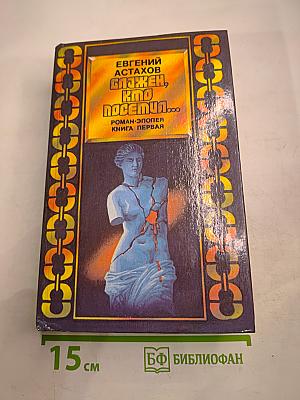 ЕВГЕНИЙ
АСТАХОВ
БЛАЖЕН,
КТО
ПОСЕТИЛ...
РОМАН-ЭПОПЕЯ
КНИГА ПЕРВАЯ
15 см
БФ БИБЛИОФАН